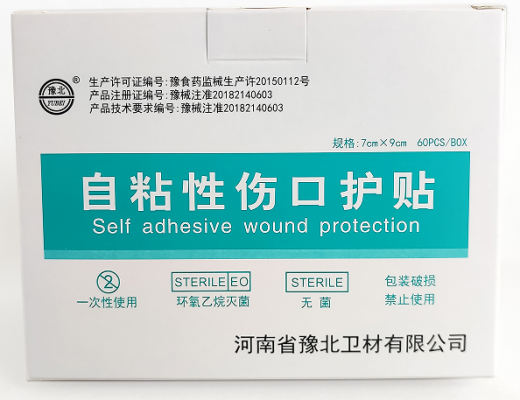 豫北®
YUBEI
生产许可证编号:豫食药监械生产许20150112号
产品注册证编号:豫械注准20182140603
产品技术要求编号:豫械注准20182140603
规格:7cm×9cm 60PCS/BOX
自粘性伤口护贴
Self adhesive wound protection
2
一次性使用
STERILE EO
环氧乙烷灭菌
STERILE
无菌
包装破损
禁止使用
河南省豫北卫材有限公司